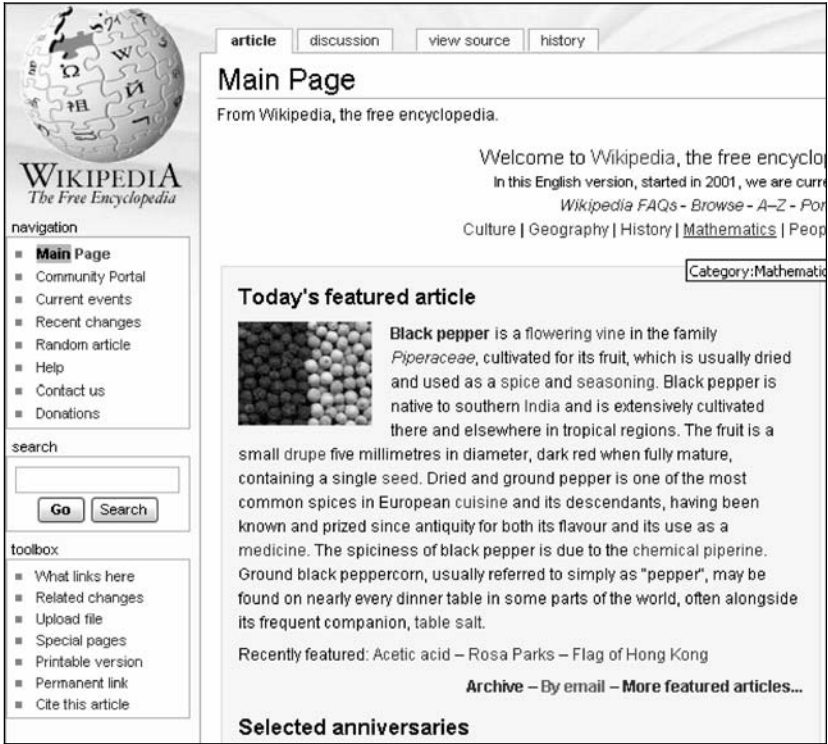 article
discussion
view source
history
Main Page
From Wikipedia, the free encyclopedia.
Welcome to Wikipedia, the free encyclo
In this English version, started in 2001, we are curre
Wikipedia FAQs - Browse - A–Z - Por
Culture | Geography | History | Mathematics | Peop
Category:Mathematic
W
Ω
И
祖
WIKIPEDIA
The Free Encyclopedia
navigation
Main Page
Community Portal
Current events
Recent changes
Random article
Help
Contact us
Donations
search
Go
Search
toolbox
What links here
Related changes
Upload file
Special pages
Printable version
Permanent link
Cite this article
Today's featured article
Black pepper is a flowering vine in the family
Piperaceae, cultivated for its fruit, which is usually dried
and used as a spice and seasoning. Black pepper is
native to southern India and is extensively cultivated
there and elsewhere in tropical regions. The fruit is a
small drupe five millimetres in diameter, dark red when fully mature,
containing a single seed. Dried and ground pepper is one of the most
common spices in European cuisine and its descendants, having been
known and prized since antiquity for both its flavour and its use as a
medicine. The spiciness of black pepper is due to the chemical piperine.
Ground black peppercorn, usually referred to simply as "pepper", may be
found on nearly every dinner table in some parts of the world, often alongside
its frequent companion, table salt.
Recently featured: Acetic acid – Rosa Parks – Flag of Hong Kong
Archive – By email – More featured articles...
Selected anniversaries